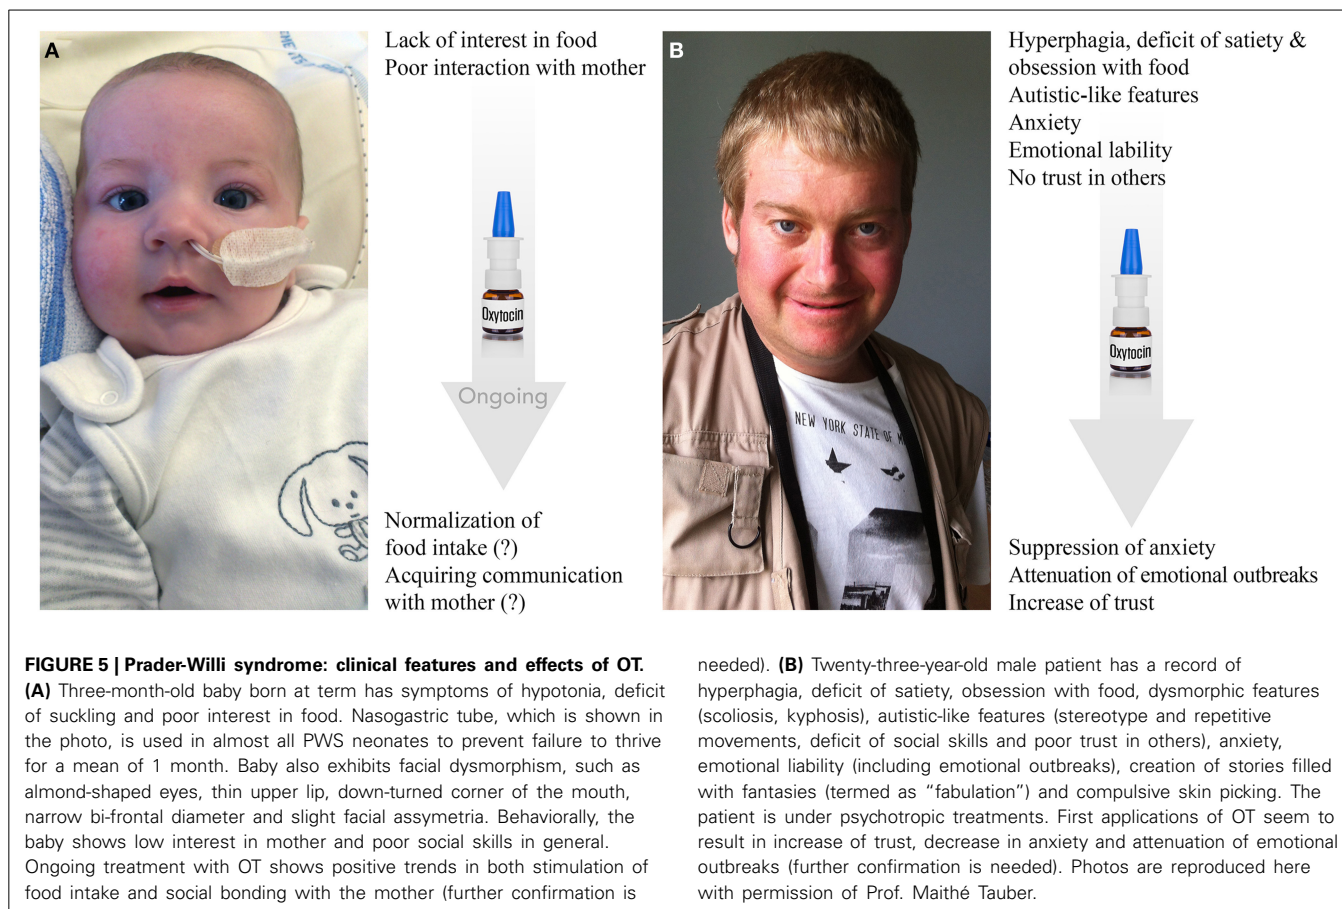 A
Lack of interest in food
Poor interaction with mother
Oxytocin
Ongoing
Normalization of
food intake (?)
Acquiring communication
with mother (?)
B
NEW YORK STATE OF
Hyperphagia, deficit of satiety &
obsession with food
Autistic-like features
Anxiety
Emotional lability
No trust in others
Oxytocin
Suppression of anxiety
Attenuation of emotional outbreaks
Increase of trust
FIGURE 5 | Prader-Willi syndrome: clinical features and effects of OT.
(A) Three-month-old baby born at term has symptoms of hypotonia, deficit
of suckling and poor interest in food. Nasogastric tube, which is shown in
the photo, is used in almost all PWS neonates to prevent failure to thrive
for a mean of 1 month. Baby also exhibits facial dysmorphism, such as
almond-shaped eyes, thin upper lip, down-turned corner of the mouth,
narrow bi-frontal diameter and slight facial assymetria. Behaviorally, the
baby shows low interest in mother and poor social skills in general.
Ongoing treatment with OT shows positive trends in both stimulation of
food intake and social bonding with the mother (further confirmation is
needed). (B) Twenty-three-year-old male patient has a record of
hyperphagia, deficit of satiety, obsession with food, dysmorphic features
(scoliosis, kyphosis), autistic-like features (stereotype and repetitive
movements, deficit of social skills and poor trust in others), anxiety,
emotional liability (including emotional outbreaks), creation of stories filled
with fantasies (termed as “fabulation”) and compulsive skin picking. The
patient is under psychotropic treatments. First applications of OT seem to
result in increase of trust, decrease in anxiety and attenuation of emotional
outbreaks (further confirmation is needed). Photos are reproduced here
with permission of Prof. Maithé Tauber.